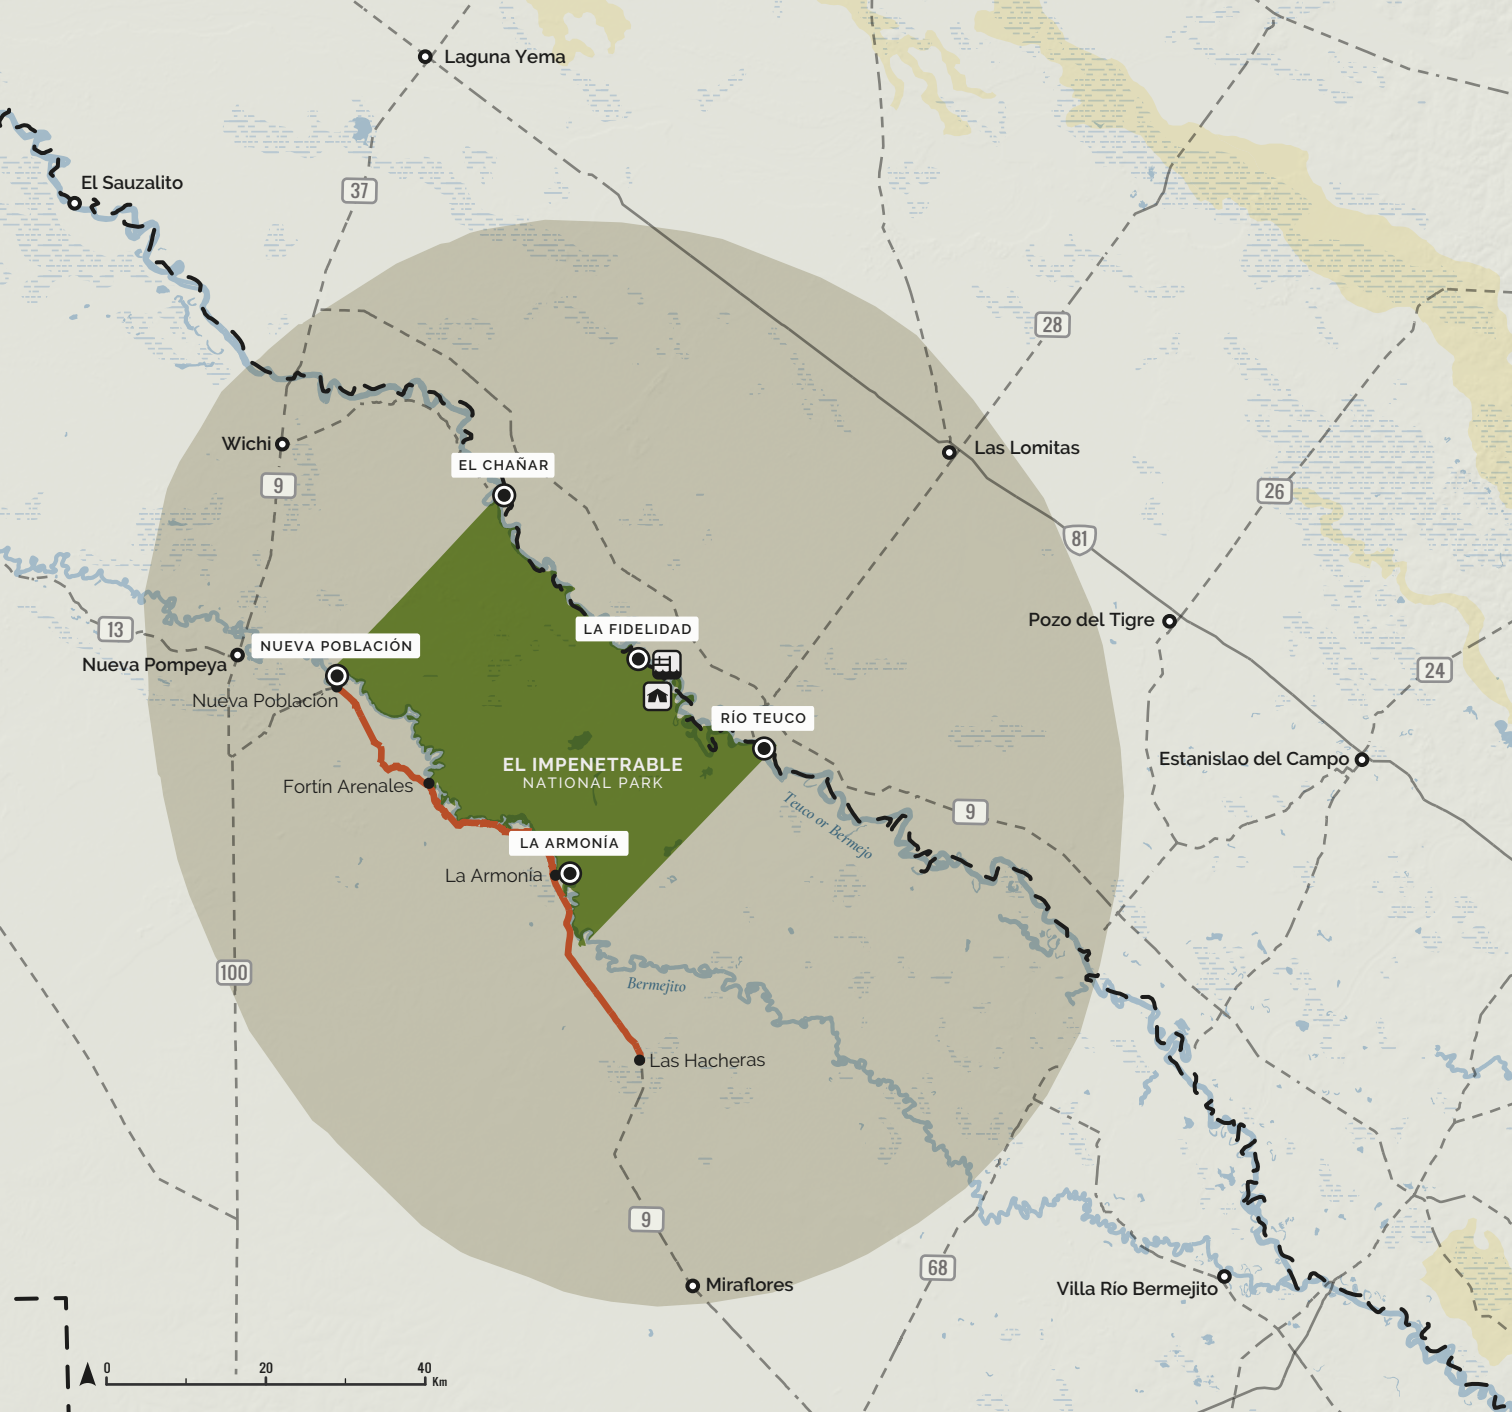 Laguna Yema
El Sauzalito
37
28
Wichi
Las Lomitas
EL CHAÑAR
9
26
81
13
Pozo del Tigre
LA FIDELIDAD
NUEVA POBLACIÓN
Nueva Pompeya
24
Nueva Población
RÍO TEUCO
EL IMPENETRABLE
NATIONAL PARK
Estanislao del Campo
Fortín Arenales
Teuco or Bermejo
9
LA ARMONÍA
La Armonía
100
Bermejito
Las Hacheras
9
68
Miraflores
Villa Río Bermejito
0 20 40
Km